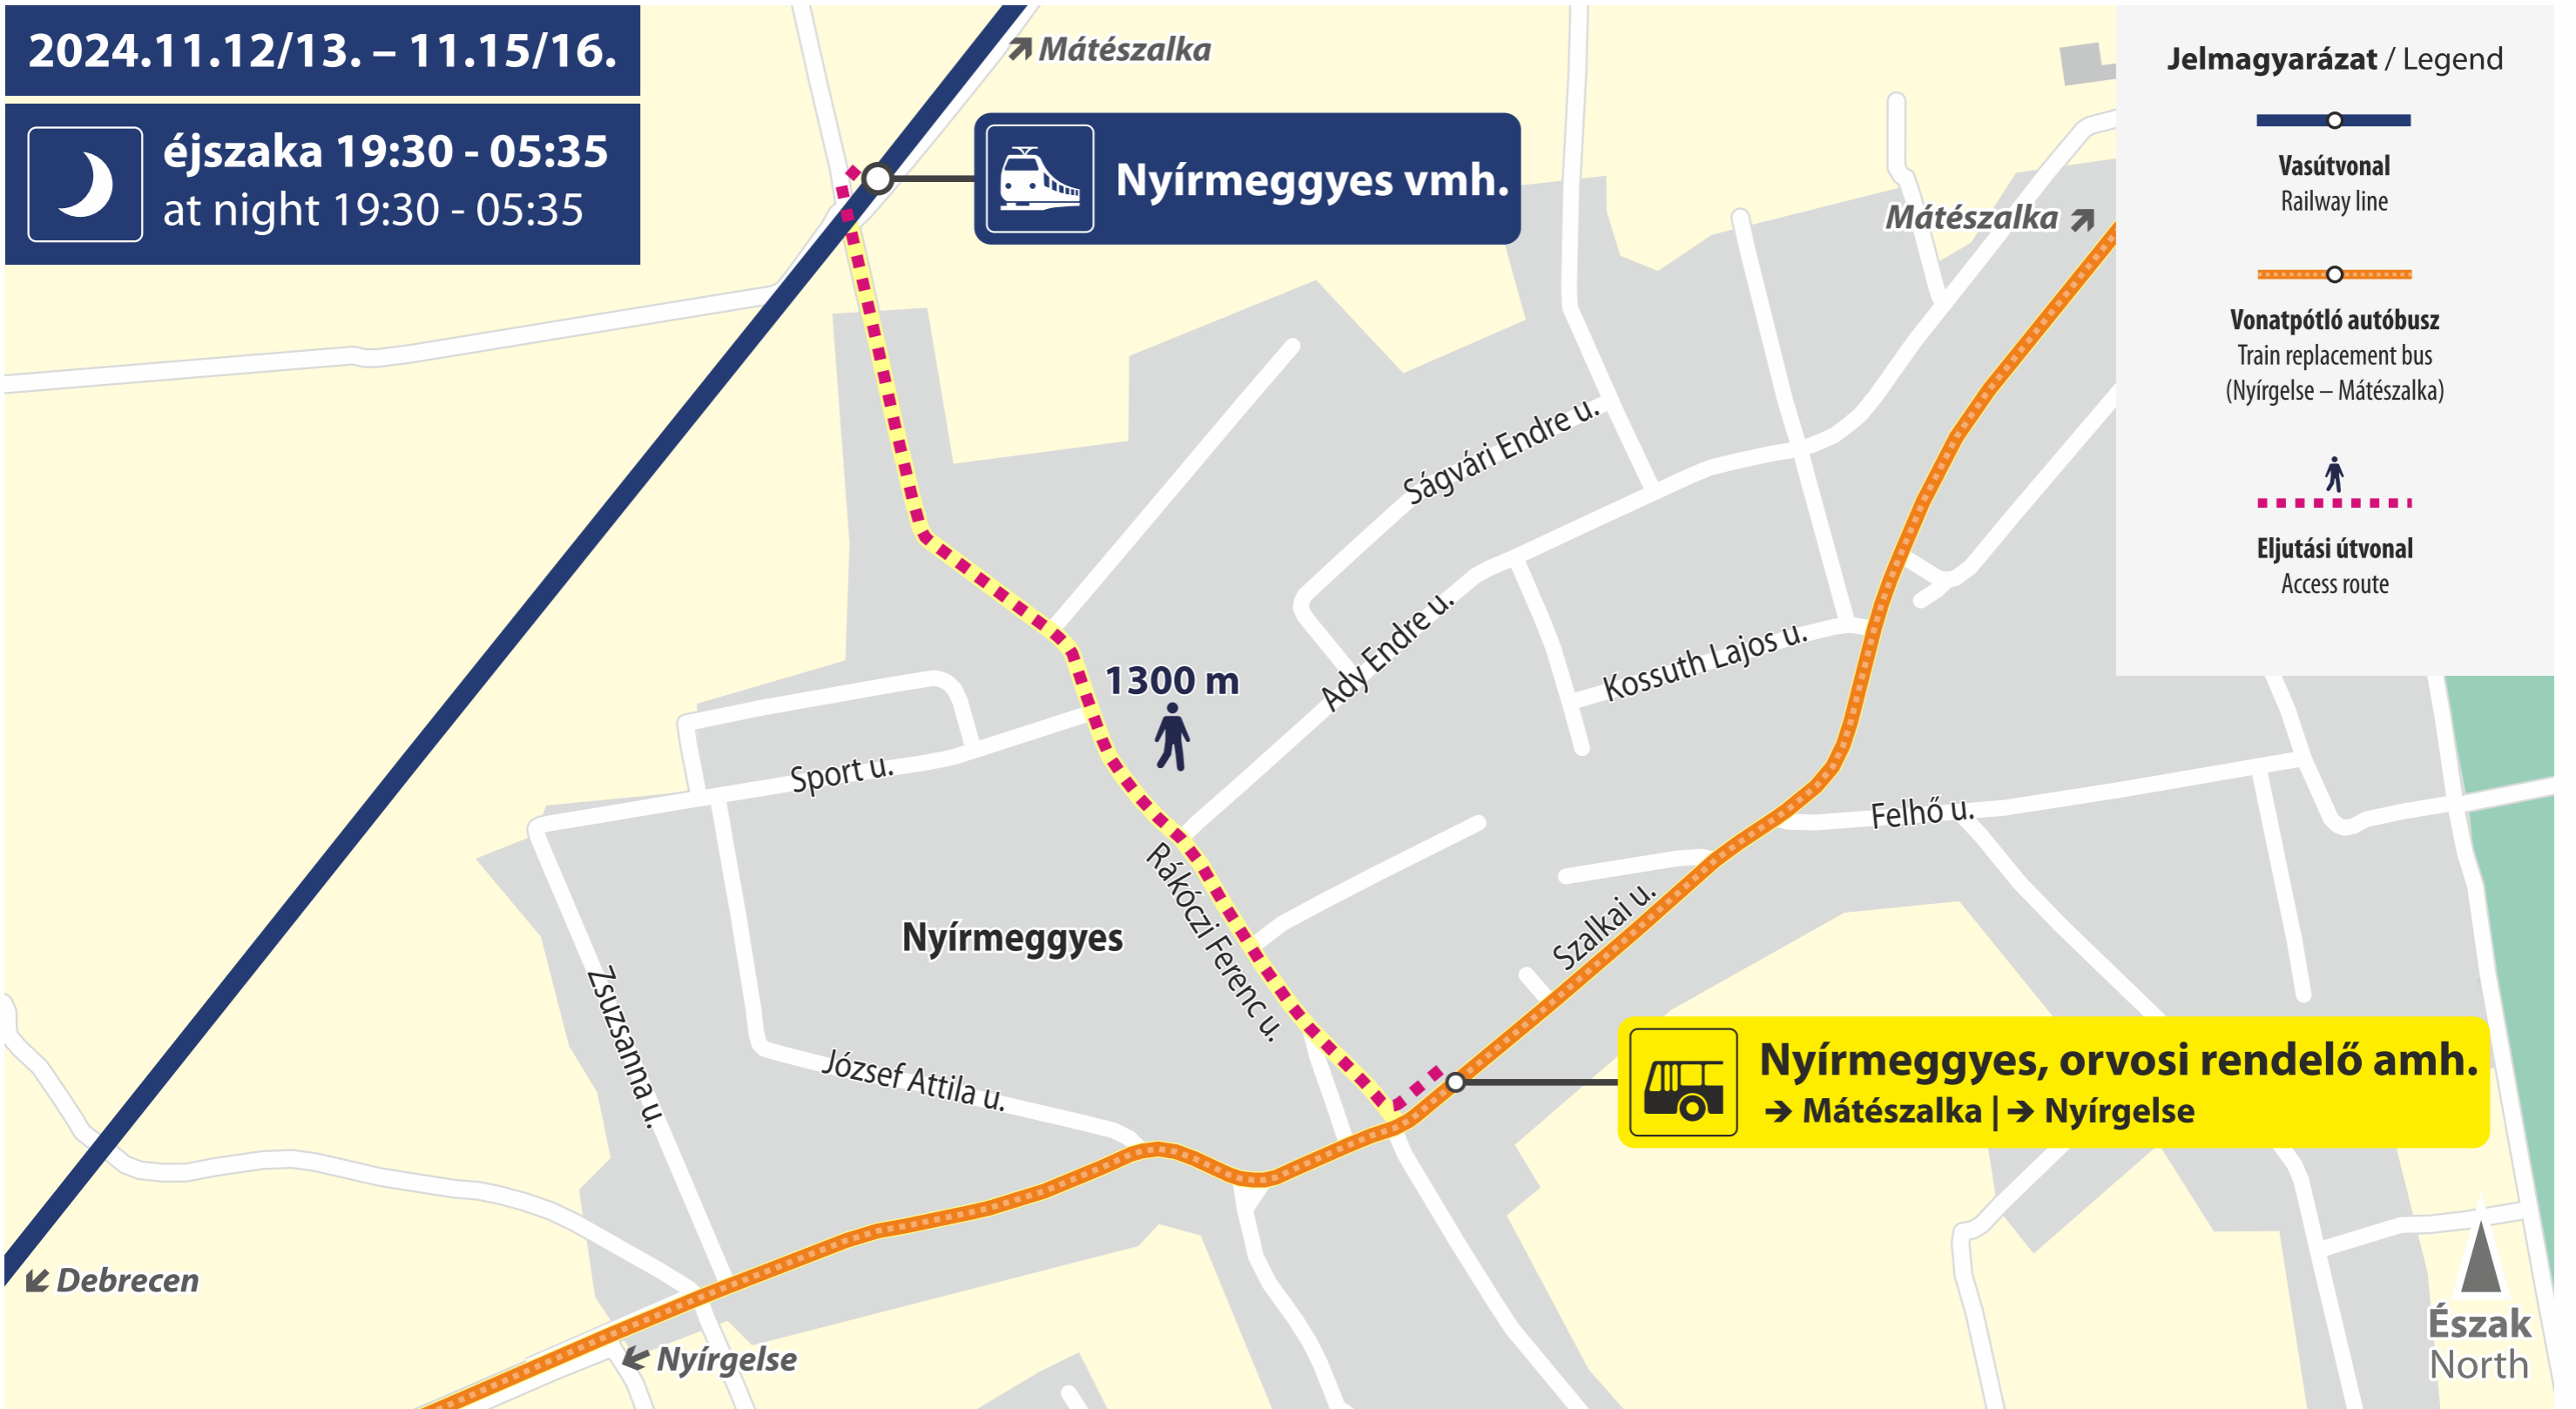 2024.11.12/13. – 11.15/16.
éjszaka 19:30 - 05:35
at night 19:30 - 05:35
Mátészalka
Nyírmeggyes vmh.
Mátészalka
Jelmagyarázat / Legend
Vasútvonal
Railway line
Vonatpótló autóbusz
Train replacement bus
(Nyírgelse – Mátészalka)
Eljutási útvonal
Access route
Ságvári Endre u.
Ady Endre u.
Kossuth Lajos u.
1300 m
Sport u.
Felhő u.
Rákóczi Ferenc u.
Szalkai u.
Nyírmeggyes
Zsuzsanna u.
József Attila u.
Nyírmeggyes, orvosi rendelő amh.
➔ Mátészalka | ➔ Nyírgelse
Debrecen
Nyírgelse
Észak
North